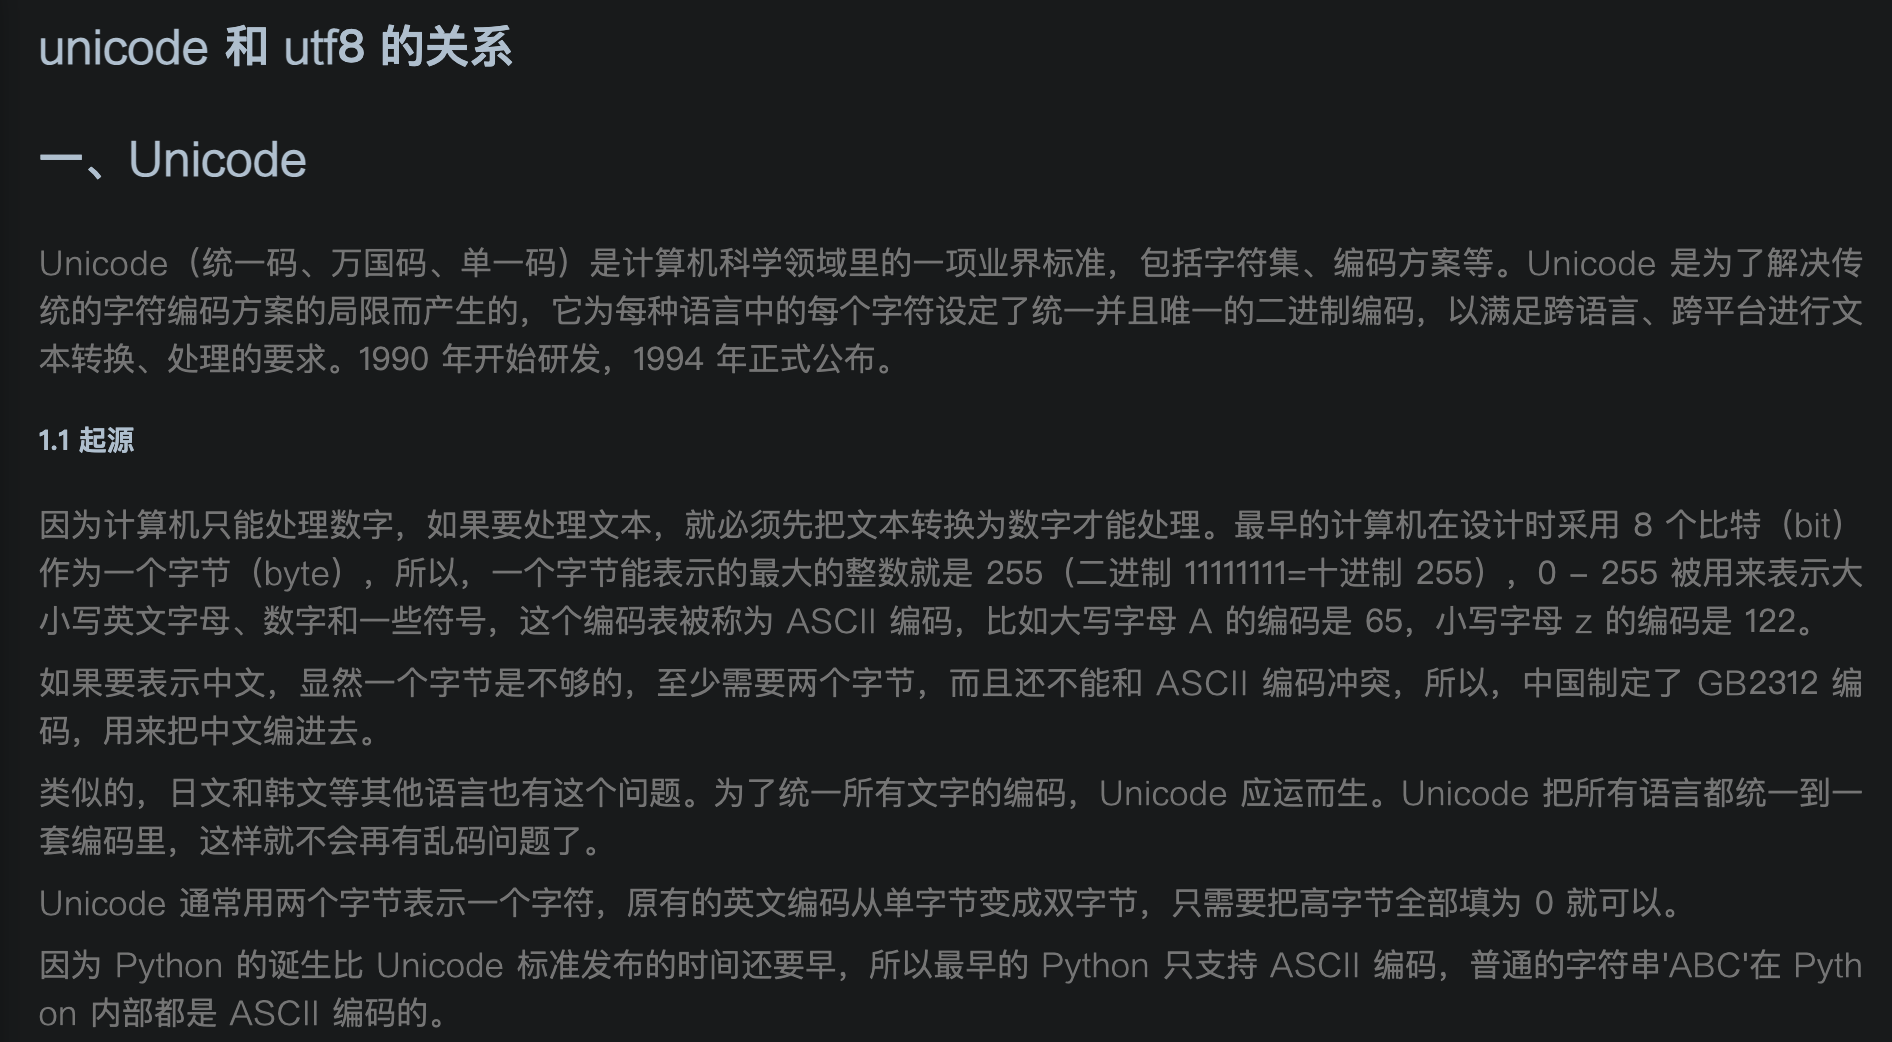 unicode 和 utf8 的关系
一、Unicode
Unicode（统一码、万国码、单一码）是计算机科学领域里的一项业界标准，包括字符集、编码方案等。Unicode 是为了解决传
统的字符编码方案的局限而产生的，它为每种语言中的每个字符设定了统一并且唯一的二进制编码，以满足跨语言、跨平台进行文
本转换、处理的要求。1990 年开始研发，1994 年正式公布。
1.1 起源
因为计算机只能处理数字，如果要处理文本，就必须先把文本转换为数字才能处理。最早的计算机在设计时采用 8 个比特（bit）
作为一个字节（byte），所以，一个字节能表示的最大的整数就是 255（二进制 11111111=十进制 255），0 – 255 被用来表示大
小写英文字母、数字和一些符号，这个编码表被称为 ASCII 编码，比如大写字母 A 的编码是 65，小写字母 z 的编码是 122。
如果要表示中文，显然一个字节是不够的，至少需要两个字节，而且还不能和 ASCII 编码冲突，所以，中国制定了 GB2312 编
码，用来把中文编进去。
类似的，日文和韩文等其他语言也有这个问题。为了统一所有文字的编码，Unicode 应运而生。Unicode 把所有语言都统一到一
套编码里，这样就不会再有乱码问题了。
Unicode 通常用两个字节表示一个字符，原有的英文编码从单字节变成双字节，只需要把高字节全部填为 0 就可以。
因为 Python 的诞生比 Unicode 标准发布的时间还要早，所以最早的 Python 只支持 ASCII 编码，普通的字符串'ABC'在 Pyth
on 内部都是 ASCII 编码的。